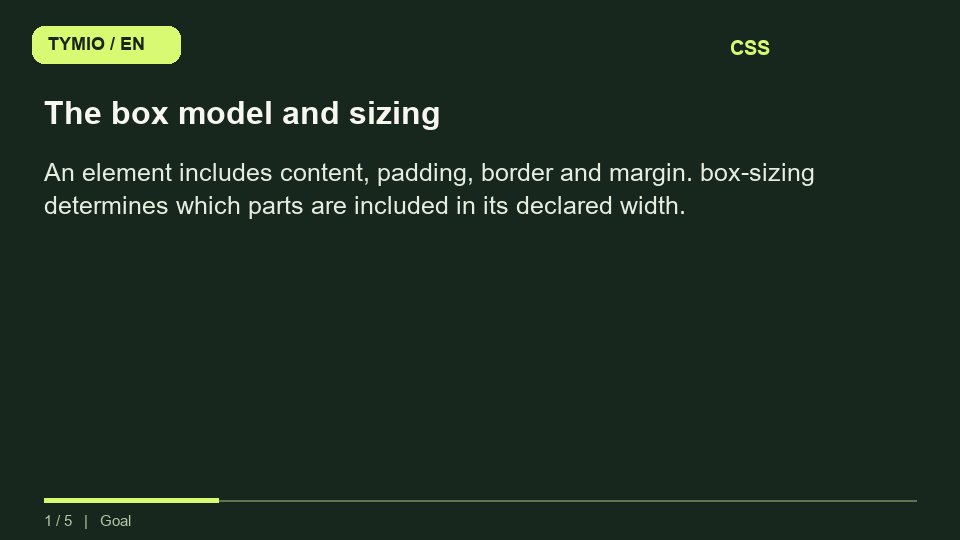 TYMIO / EN
CSS
The box model and sizing
An element includes content, padding, border and margin. box-sizing
determines which parts are included in its declared width.
1 / 5 | Goal